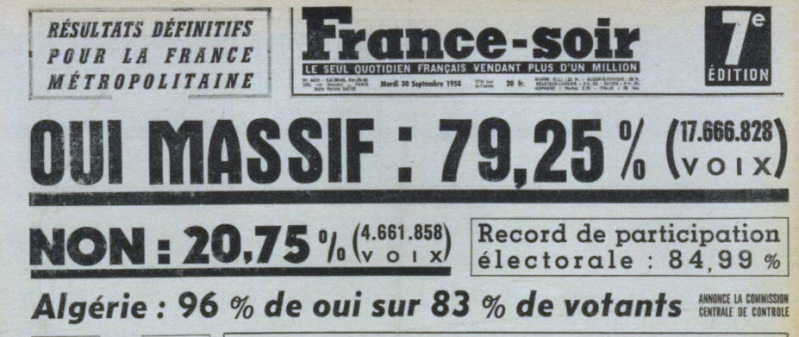 RÉSULTATS DÉFINITIFS
POUR LA FRANCE
MÉTROPOLITAINE
France-soir
LE SEUL QUOTIDIEN FRANÇAIS VENDANT PLUS D'UN MILLION
Mardi 30 Septembre 1958
20 fr.
7e
ÉDITION
OUI MASSIF : 79,25 % (17.666.828 VOIX)
NON : 20,75 % (4.661.858 VOIX)
Record de participation
électorale : 84,99 %
Algérie : 96 % de oui sur 83 % de votants
ANNONCE LA COMMISSION
CENTRALE DE CONTROLE